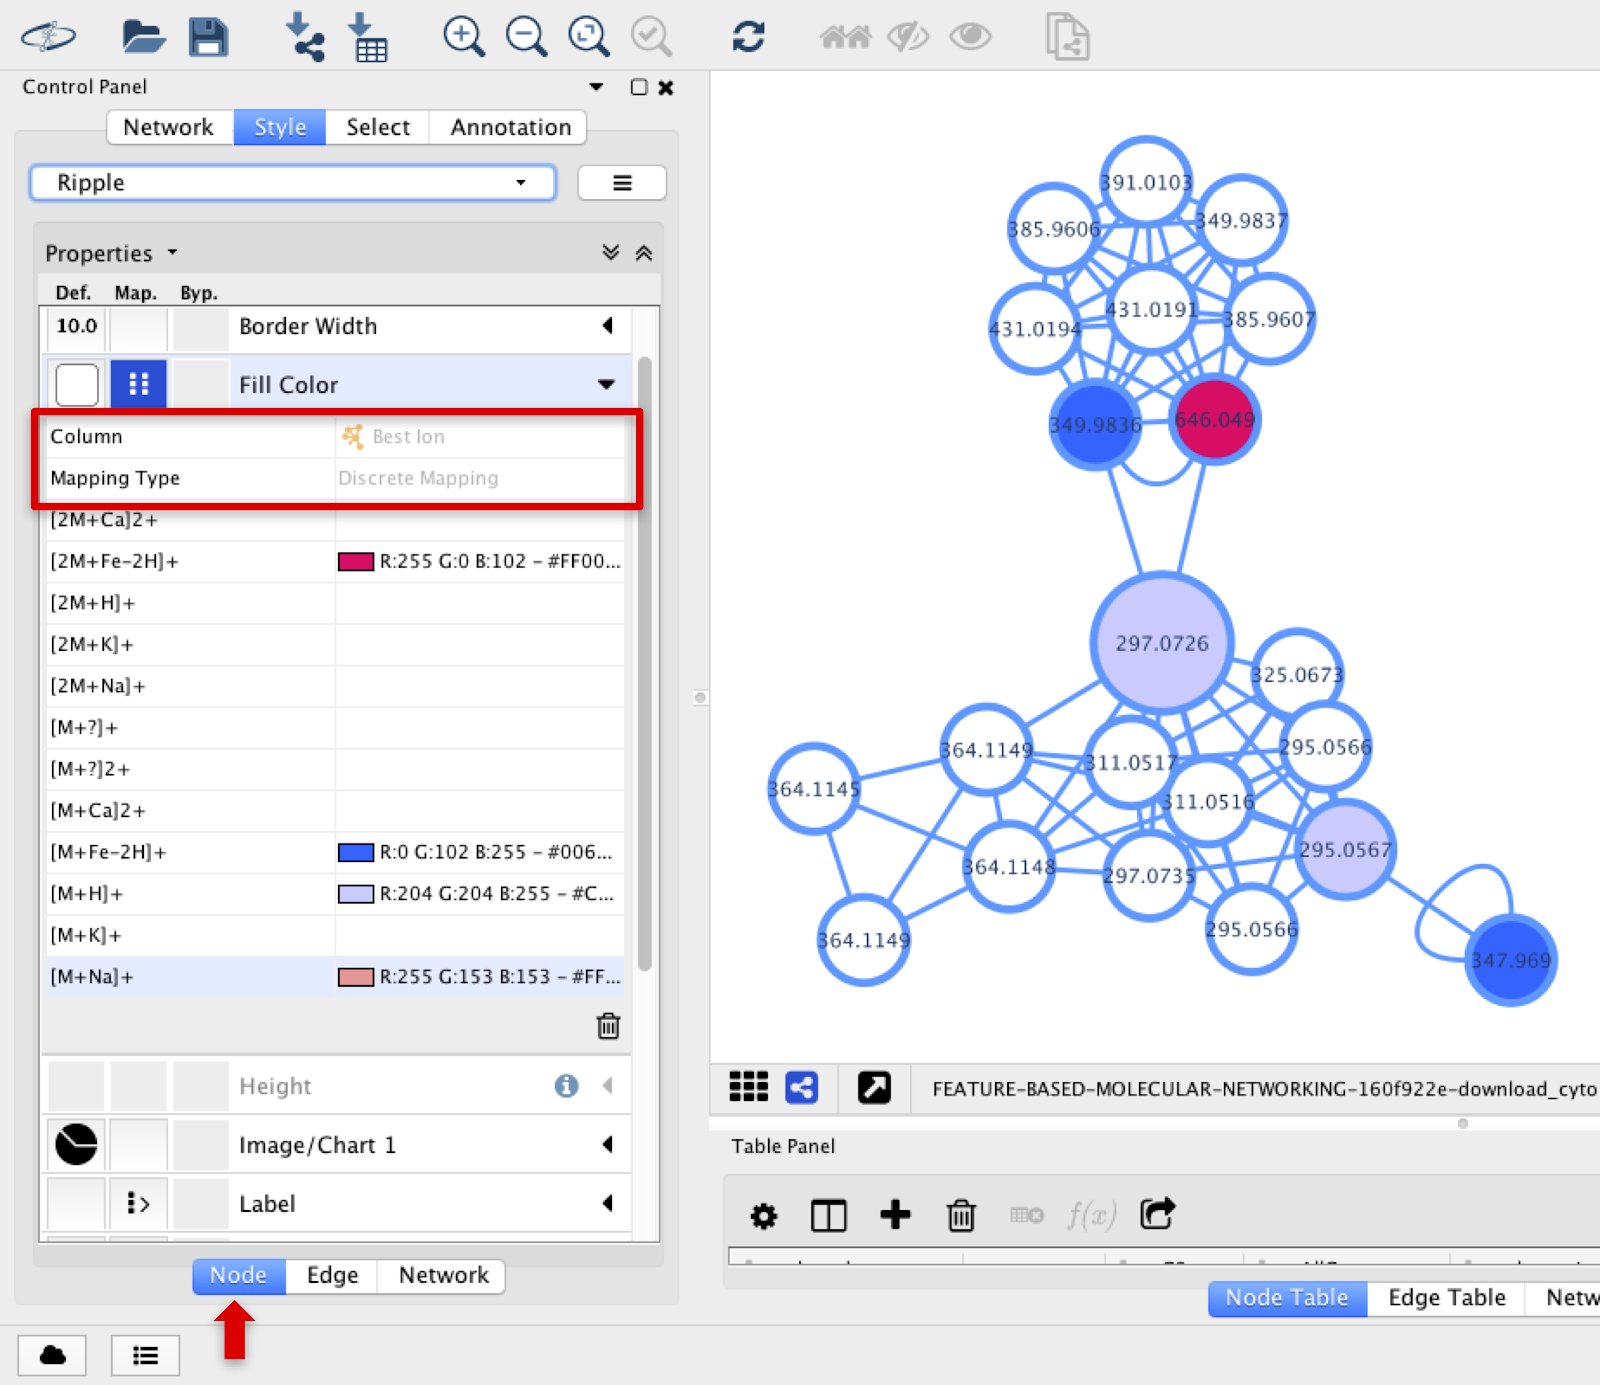 Control Panel
Network Style Select Annotation
Ripple
Properties
Def. Map. Byp.
10.0 Border Width
Fill Color
Column Best Ion
Mapping Type Discrete Mapping
[2M+Ca]2+
[2M+Fe-2H]+ R:255 G:0 B:102 - #FF00...
[2M+H]+
[2M+K]+
[2M+Na]+
[M+?]+
[M+?]2+
[M+Ca]2+
[M+Fe-2H]+ R:0 G:102 B:255 - #006...
[M+H]+ R:204 G:204 B:255 - #C...
[M+K]+
[M+Na]+ R:255 G:153 B:153 - #FF...
Height
Image/Chart 1
Label
Node Edge Network
391.0103
385.9606
349.9837
431.0191
431.0194
385.9607
349.9836
646.049
297.0726
325.0673
364.1149
311.0517
295.0566
364.1145
311.0516
364.1148
297.0735
295.0567
364.1149
295.0566
347.969
FEATURE-BASED-MOLECULAR-NETWORKING-160f922e-download_cyto
Table Panel
f(x)
Node Table Edge Table Netw